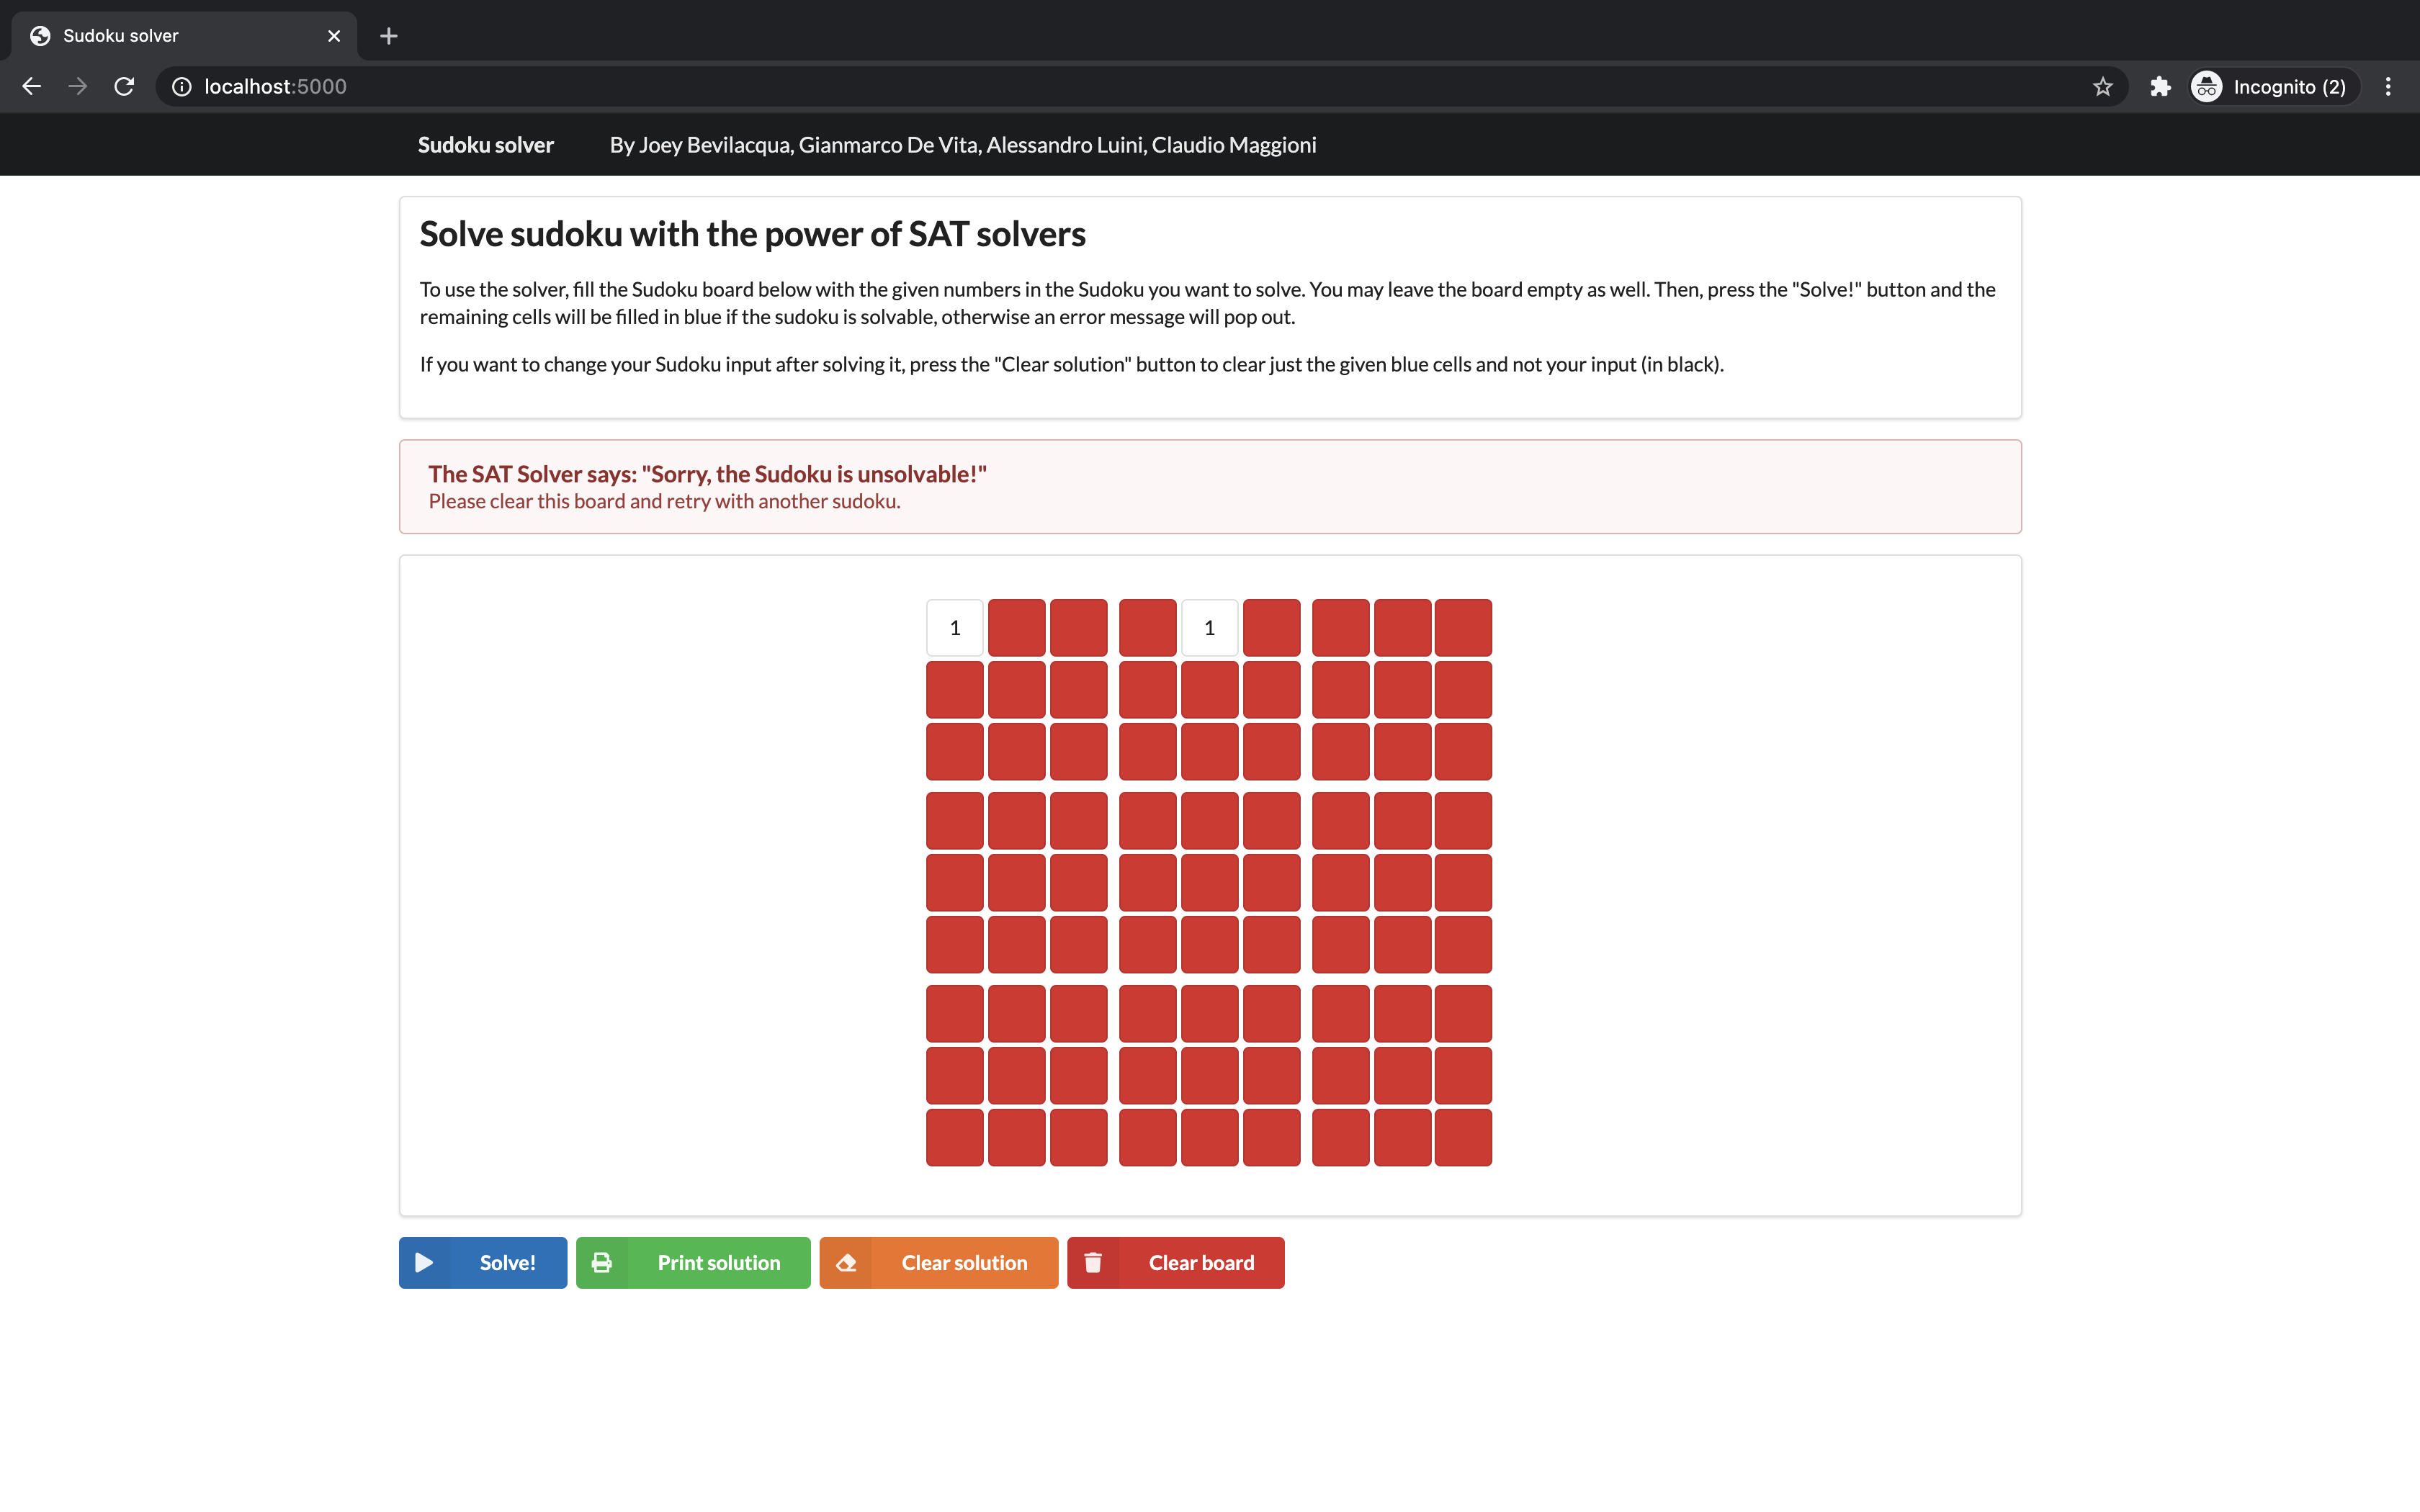 Sudoku solver
localhost:5000
Incognito (2)
Sudoku solver By Joey Bevilacqua, Gianmarco De Vita, Alessandro Luini, Claudio Maggioni
Solve sudoku with the power of SAT solvers
To use the solver, fill the Sudoku board below with the given numbers in the Sudoku you want to solve. You may leave the board empty as well. Then, press the "Solve!" button and the
remaining cells will be filled in blue if the sudoku is solvable, otherwise an error message will pop out.
If you want to change your Sudoku input after solving it, press the "Clear solution" button to clear just the given blue cells and not your input (in black).
The SAT Solver says: "Sorry, the Sudoku is unsolvable!"
Please clear this board and retry with another sudoku.
1 1
Solve! Print solution Clear solution Clear board